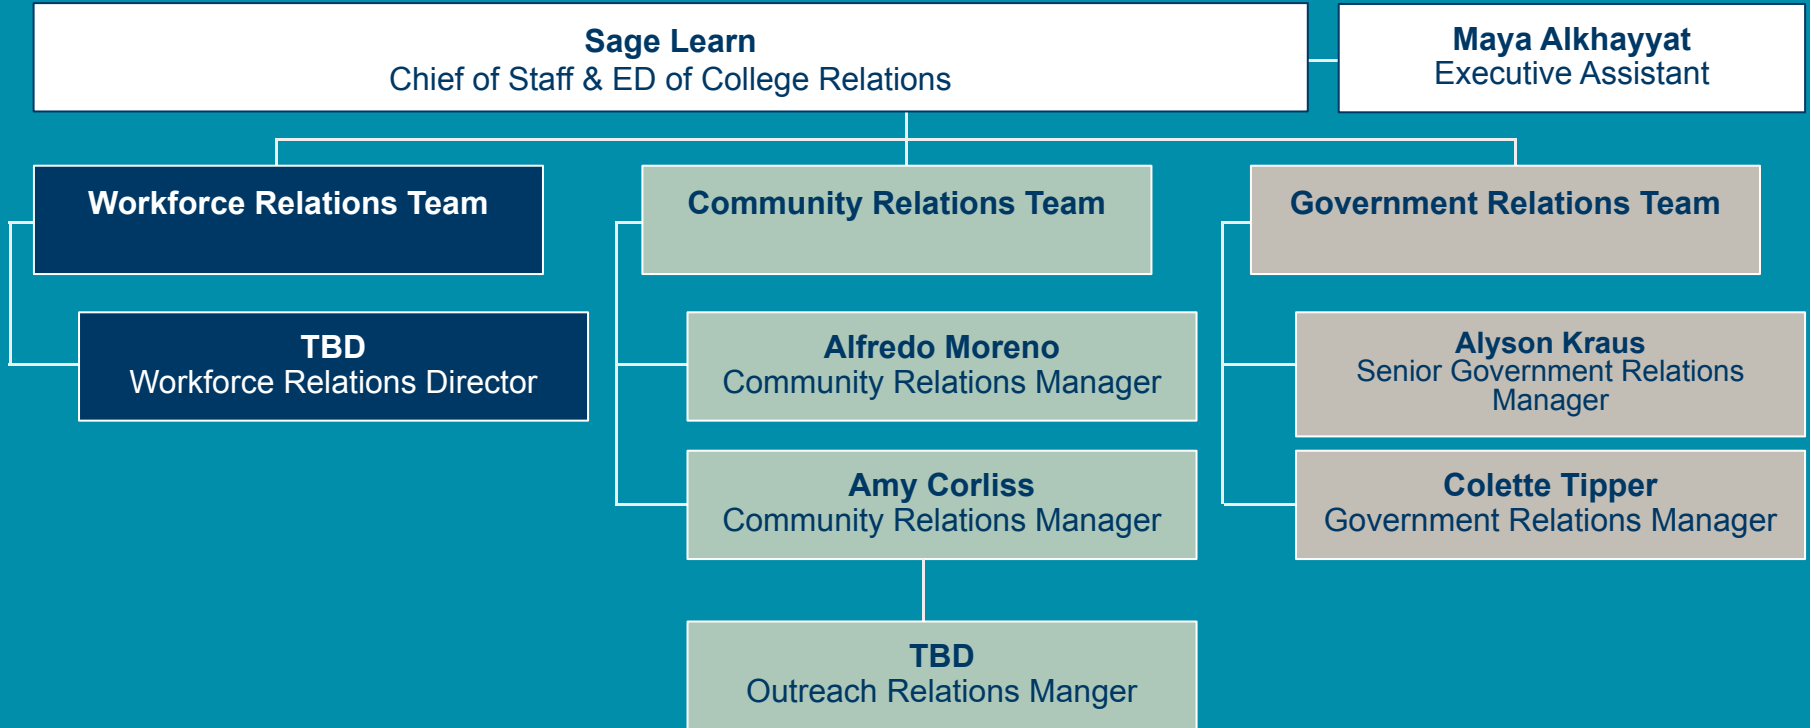 Sage Learn
Chief of Staff & ED of College Relations
Maya Alkhayyat
Executive Assistant
Workforce Relations Team
Community Relations Team
Government Relations Team
TBD
Workforce Relations Director
Alfredo Moreno
Community Relations Manager
Alyson Kraus
Senior Government Relations
Manager
Amy Corliss
Community Relations Manager
Colette Tipper
Government Relations Manager
TBD
Outreach Relations Manger